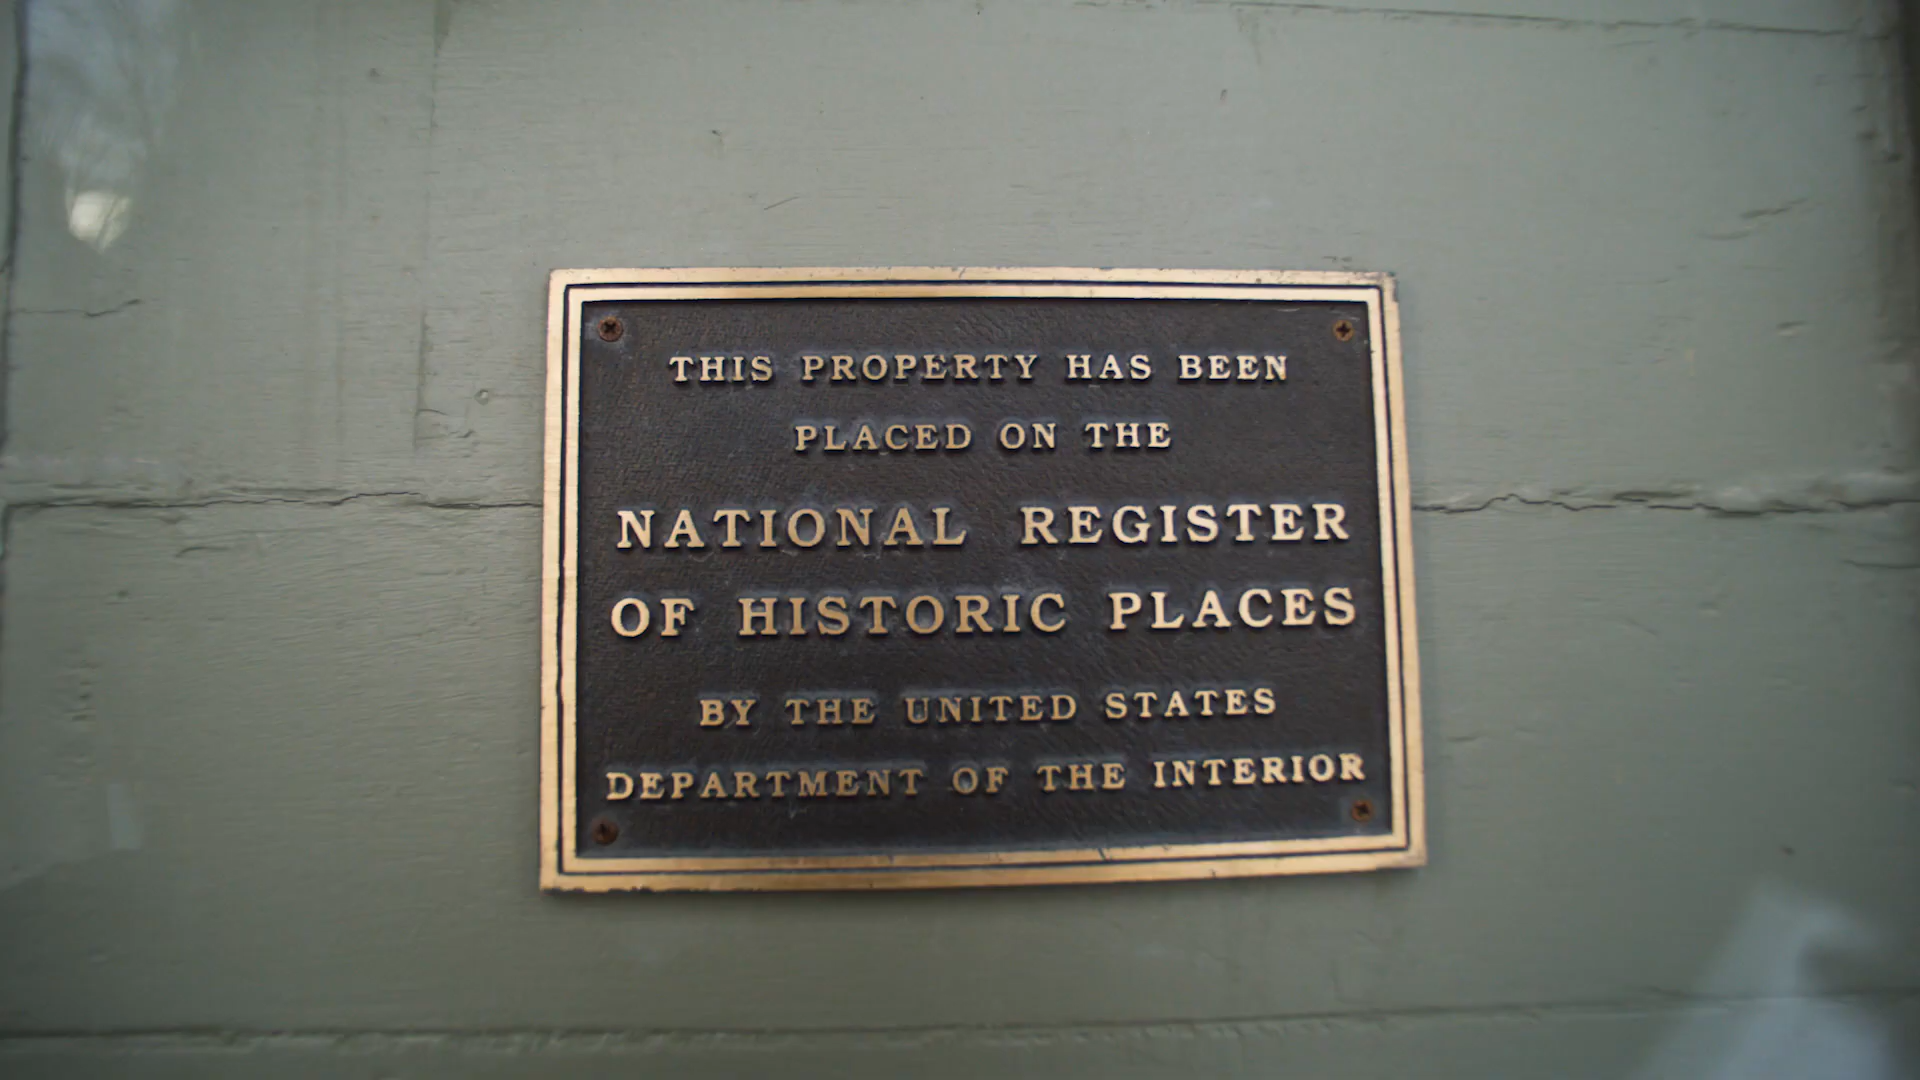 THIS PROPERTY HAS BEEN
PLACED ON THE
NATIONAL REGISTER
OF HISTORIC PLACES
BY THE UNITED STATES
DEPARTMENT OF THE INTERIOR